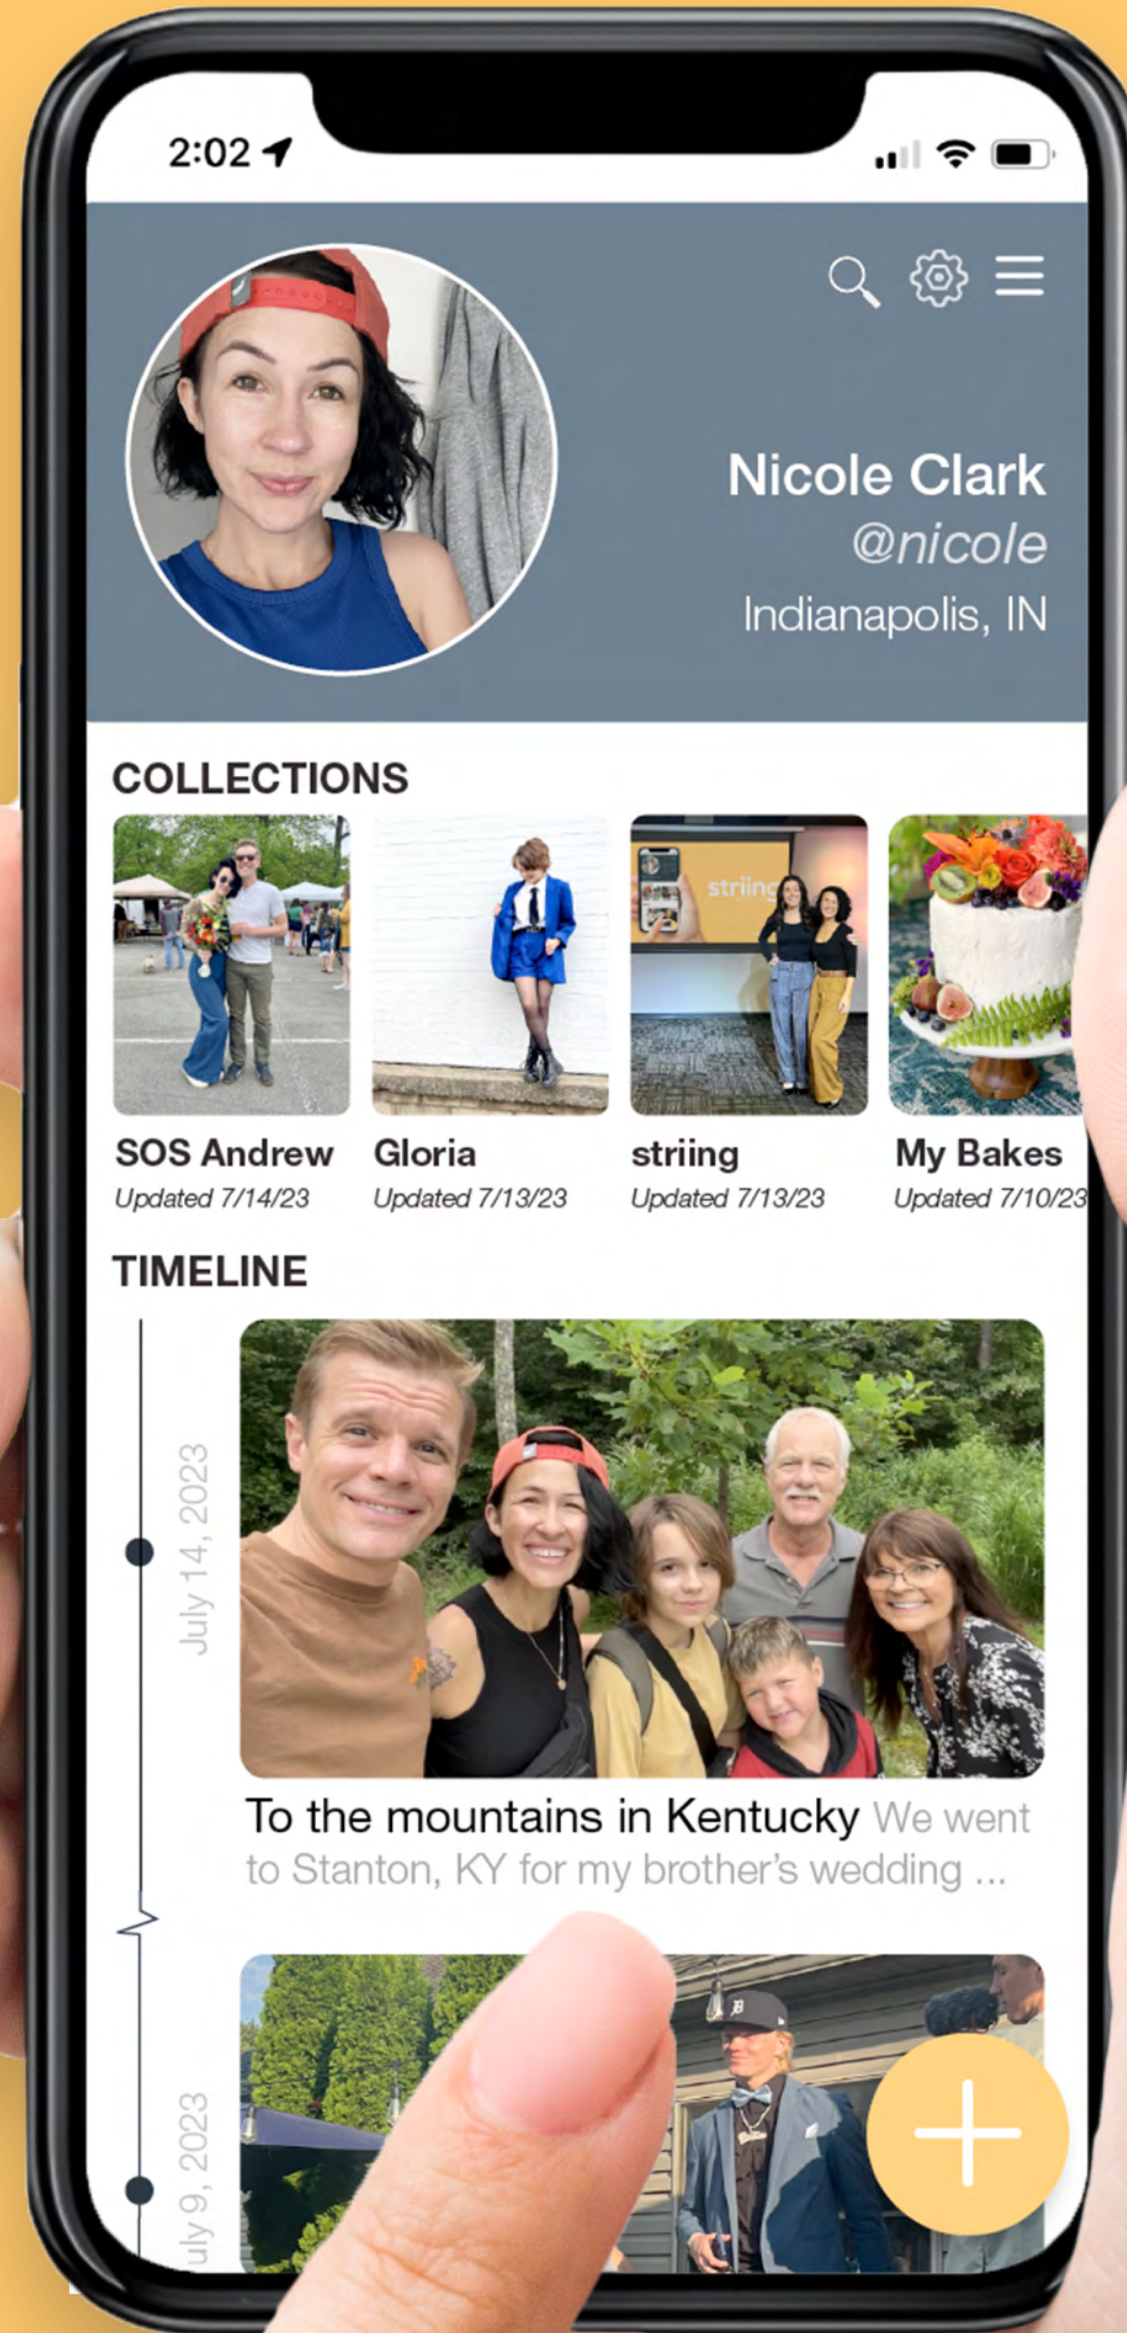 2:02
Nicole Clark
@nicole
Indianapolis, IN
COLLECTIONS
striing
SOS Andrew
Updated 7/14/23
Gloria
Updated 7/13/23
striing
Updated 7/13/23
My Bakes
Updated 7/10/23
TIMELINE
July 14, 2023
To the mountains in Kentucky We went
to Stanton, KY for my brother's wedding ...
uly 9, 2023